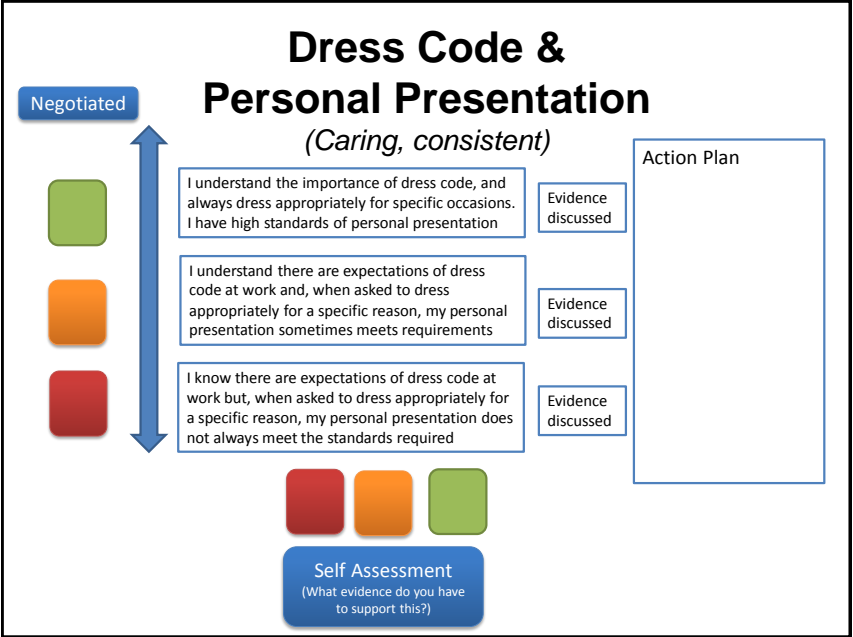 Dress Code &
Personal Presentation
(Caring, consistent)
Negotiated
I understand the importance of dress code, and
always dress appropriately for specific occasions.
I have high standards of personal presentation
Evidence
discussed
I understand there are expectations of dress
code at work and, when asked to dress
appropriately for a specific reason, my personal
presentation sometimes meets requirements
Evidence
discussed
I know there are expectations of dress code at
work but, when asked to dress appropriately for
a specific reason, my personal presentation does
not always meet the standards required
Evidence
discussed
Action Plan
Self Assessment
(What evidence do you have
to support this?)